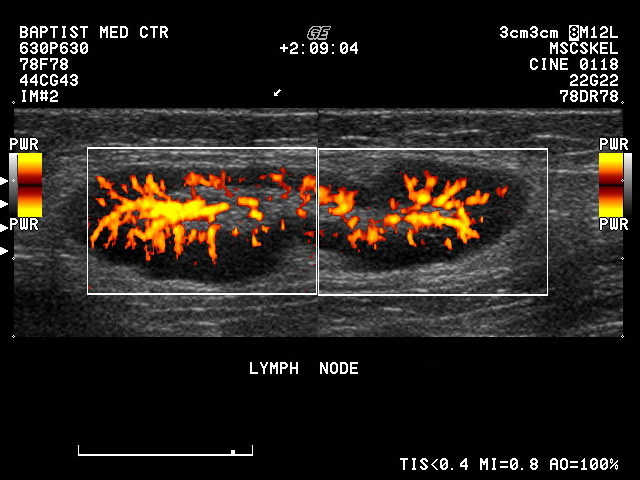 BAPTIST MED CTR
630P630
78F78
44CG43
IM#2
GE
+2:09:04
3cm3cm 8M12L
MSCSKEL
CINE 0118
22G22
78DR78
PWR
PWR
PWR
PWR
LYMPH NODE
TIS<0.4 MI=0.8 AO=100%